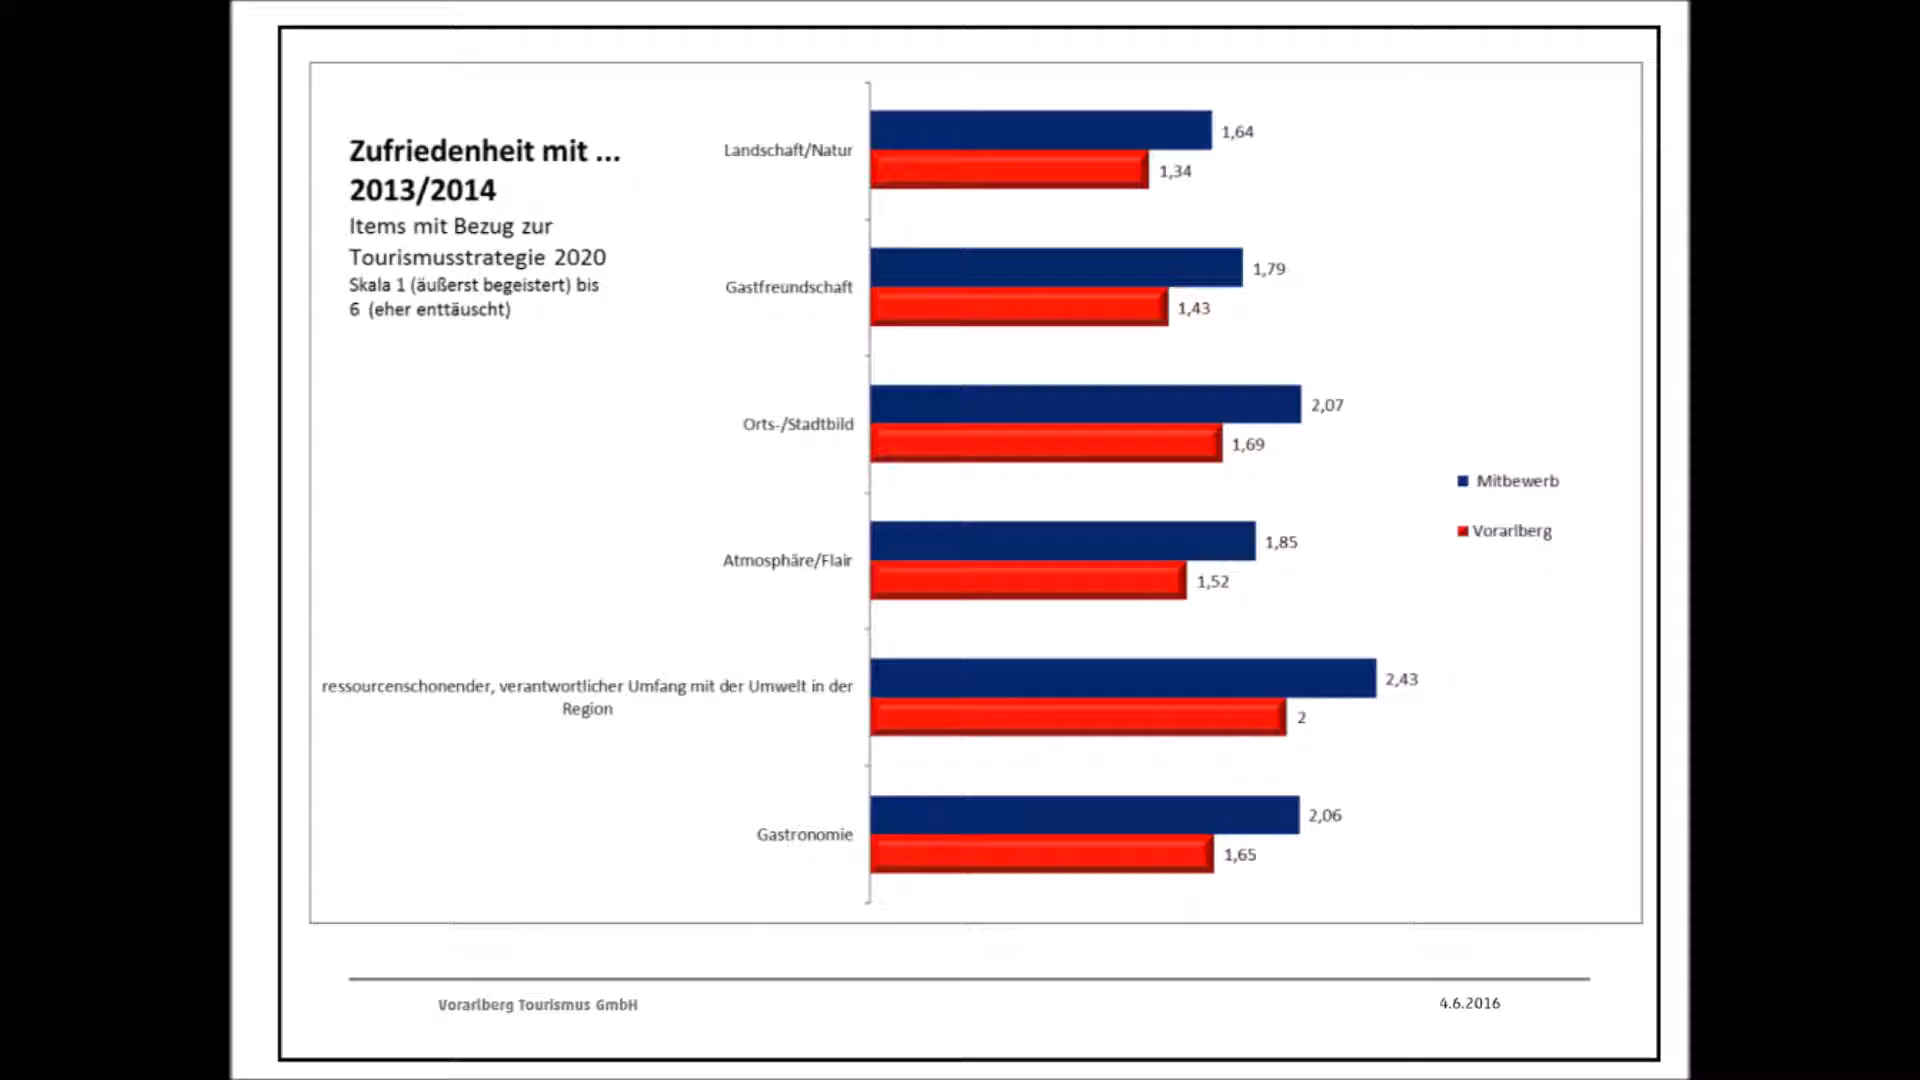 Zufriedenheit mit ...
2013/2014
Items mit Bezug zur
Tourismusstrategie 2020
Skala 1 (äußerst begeistert) bis
6 (eher enttäuscht)
Landschaft/Natur
1,64
1,34
Gastfreundschaft
1,79
1,43
Orts-/Stadtbild
2,07
1,69
Atmosphäre/Flair
1,85
1,52
ressourcenschonender, verantwortlicher Umfang mit der Umwelt in der
Region
2,43
2
Gastronomie
2,06
1,65
Mitbewerb
Vorarlberg
Vorarlberg Tourismus GmbH
4.6.2016